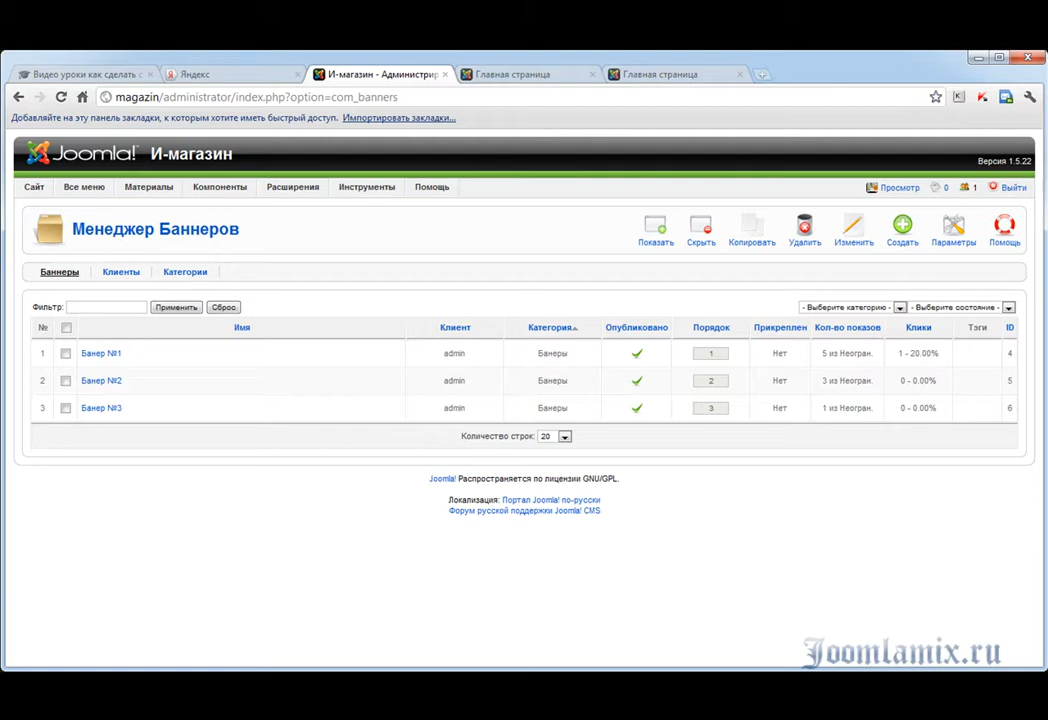 Видео уроки как сделать с
Яндекс
И-магазин - Администрир
Главная страница
Главная страница
magazin/administrator/index.php?option=com_banners
Добавляйте на эту панель закладки, к которым хотите иметь быстрый доступ. Импортировать закладки...
Joomla! И-магазин
Версия 1.5.22
Сайт Все меню Материалы Компоненты Расширения Инструменты Помощь Просмотр 0 1 Выйти
Менеджер Баннеров
Показать Скрыть Копировать Удалить Изменить Создать Параметры Помощь
Баннеры Клиенты Категории
Фильтр: Применить Сброс - Выберите категорию - - Выберите состояние -
№ Имя Клиент Категория Опубликовано Порядок Прикреплен Кол-во показов Клики Тэги ID
1 Банер №1 admin Банеры 1 Нет 5 из Неогран. 1 - 20.00% 4
2 Банер №2 admin Банеры 2 Нет 3 из Неогран. 0 - 0.00% 5
3 Банер №3 admin Банеры 3 Нет 1 из Неогран. 0 - 0.00% 6
Количество строк: 20
Joomla! Распространяется по лицензии GNU/GPL.
Локализация: Портал Joomla! по-русски
Форум русской поддержки Joomla! CMS
Joomlamix.ru